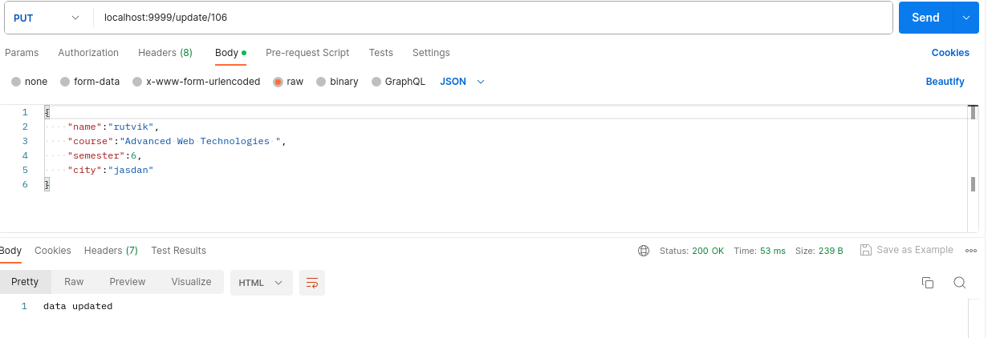 PUT localhost:9999/update/106 Send
Params Authorization Headers (8) Body Pre-request Script Tests Settings Cookies
none form-data x-www-form-urlencoded raw binary GraphQL JSON Beautify
1 {
2 "name":"rutvik",
3 "course":"Advanced Web Technologies ",
4 "semester":6,
5 "city":"jasdan"
6 }
Body Cookies Headers (7) Test Results Status: 200 OK Time: 53 ms Size: 239 B Save as Example
Pretty Raw Preview Visualize HTML
1 data updated